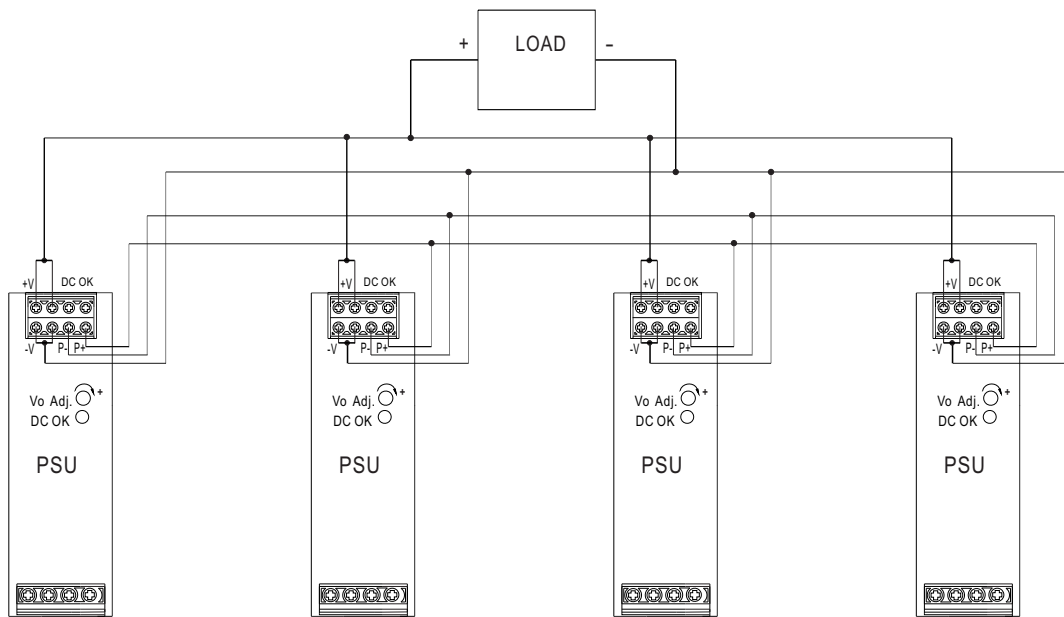 + LOAD -
+V DC OK +V DC OK +V DC OK +V DC OK
-V P- P+ -V P- P+ -V P- P+ -V P- P+
Vo Adj. + Vo Adj. + Vo Adj. + Vo Adj. +
DC OK DC OK DC OK DC OK
PSU PSU PSU PSU